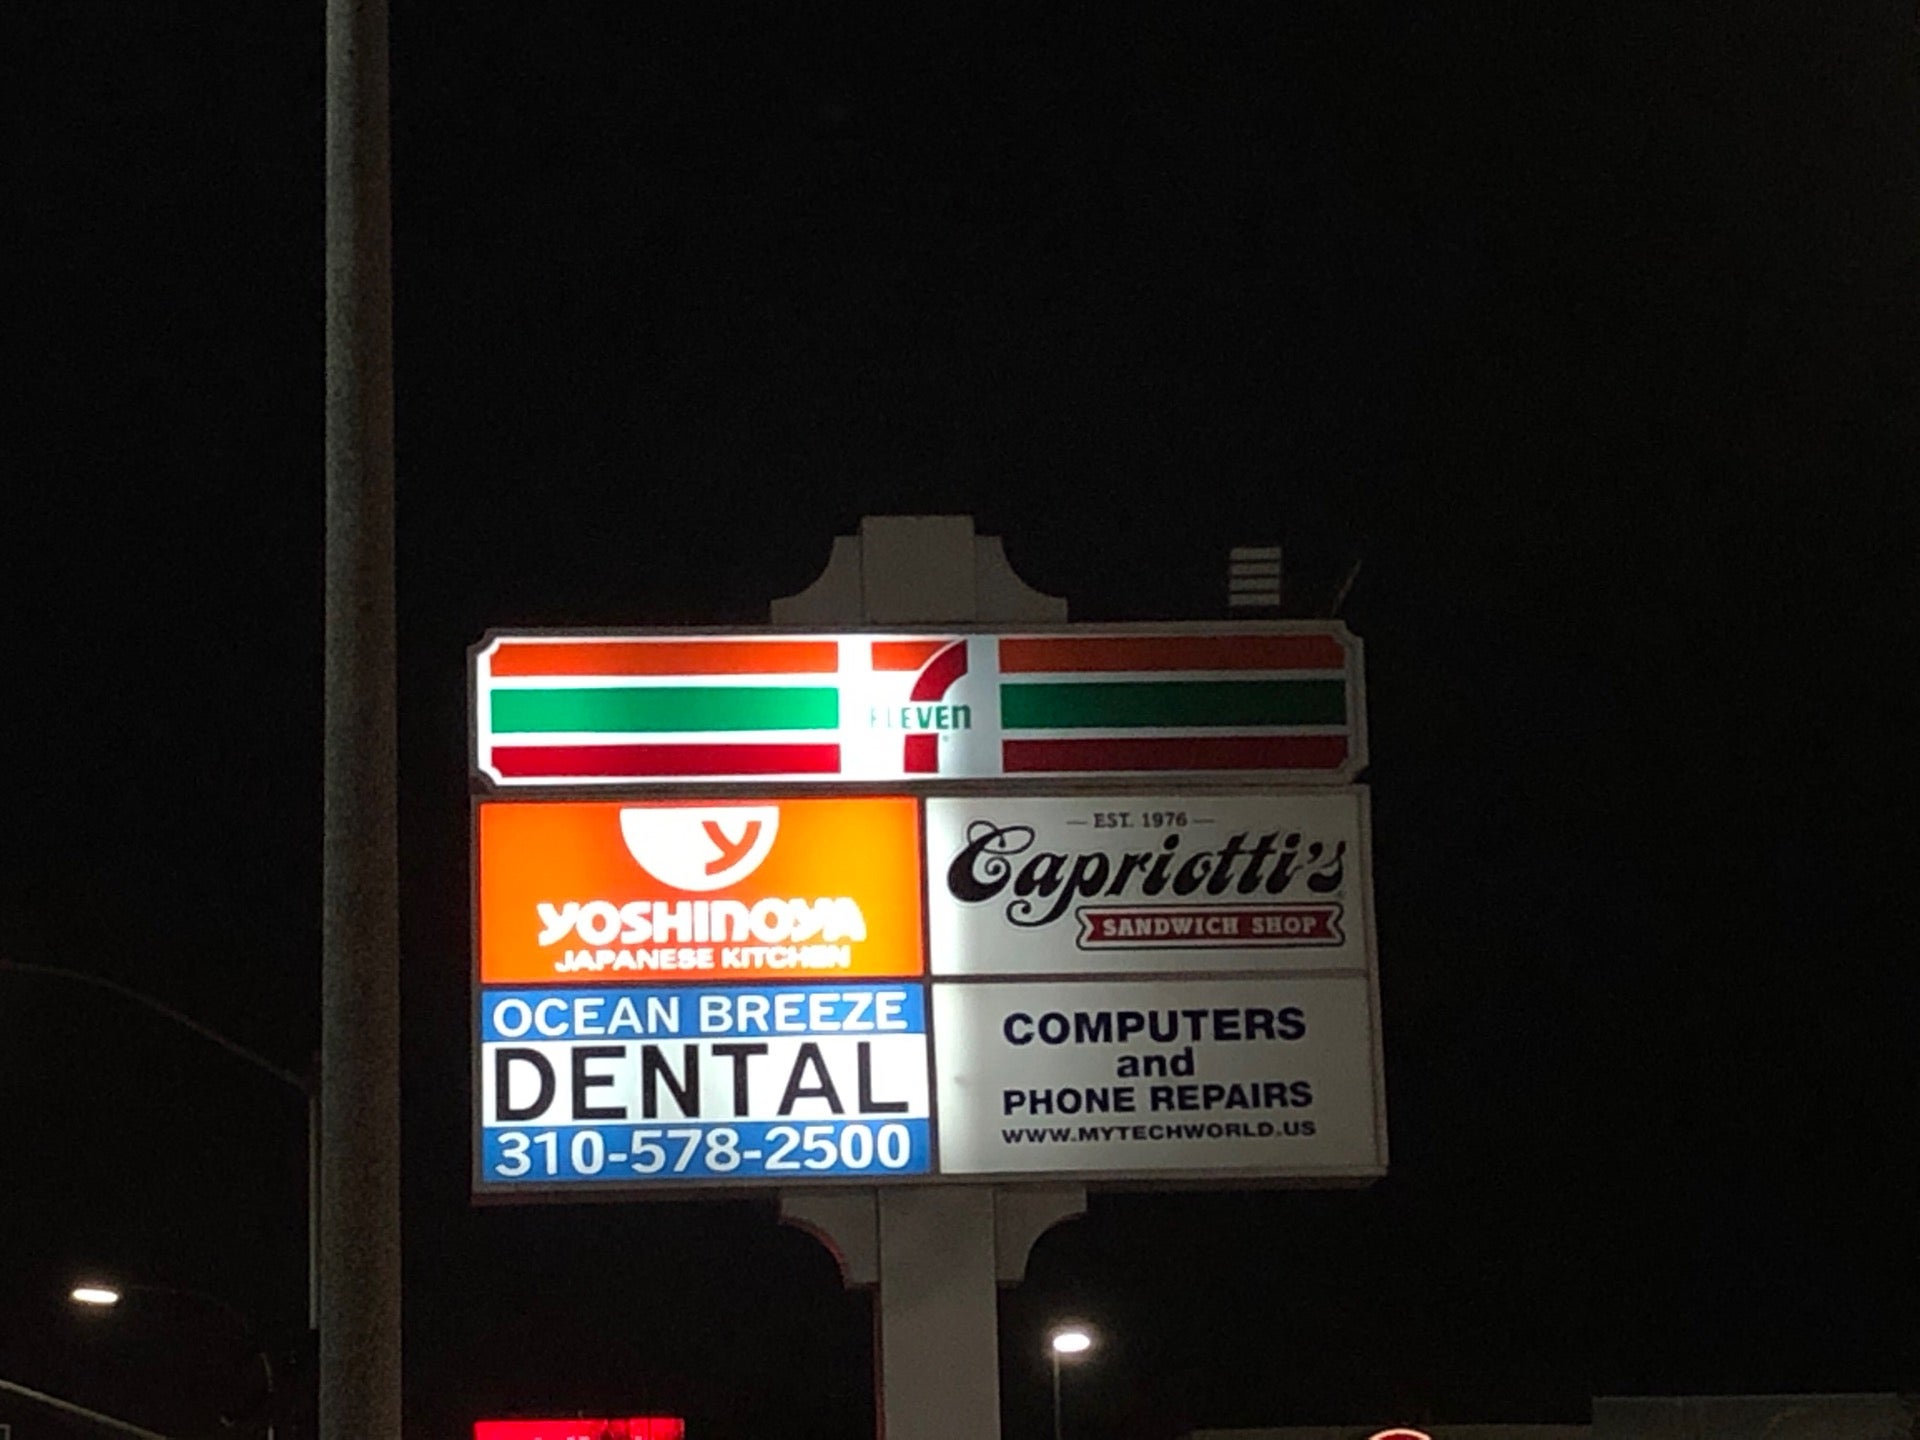 7
ELEVEn
y
YOSHINOYA
JAPANESE KITCHEN
EST. 1976
Capriotti's
SANDWICH SHOP
OCEAN BREEZE
DENTAL
310-578-2500
COMPUTERS
and
PHONE REPAIRS
WWW.MYTECHWORLD.US